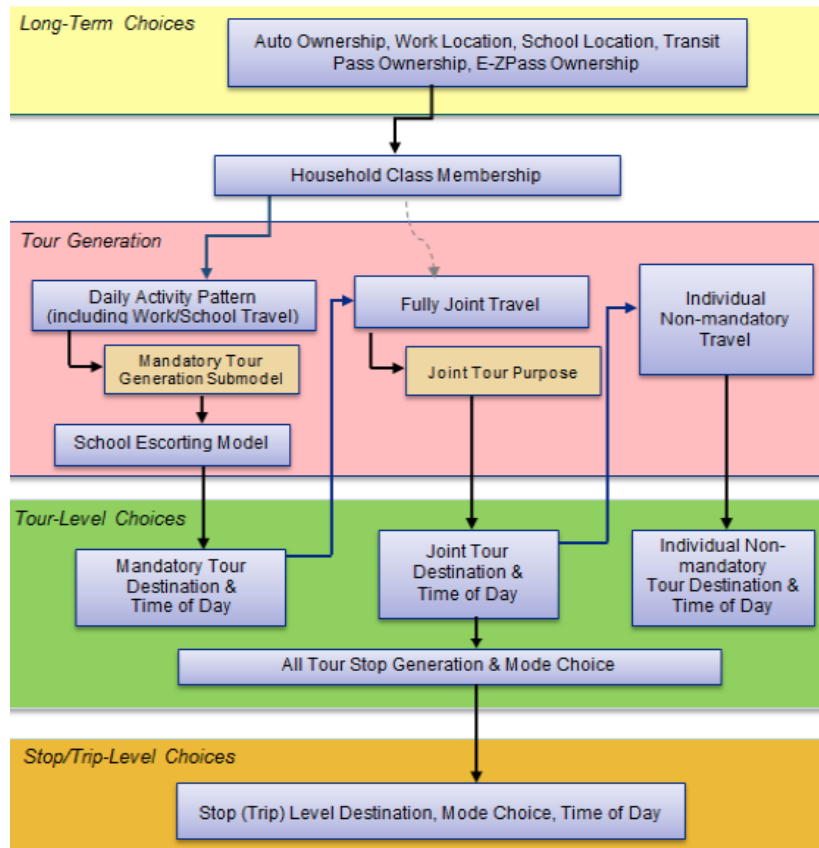 Long-Term Choices
Auto Ownership, Work Location, School Location, Transit
Pass Ownership, E-ZPass Ownership
Household Class Membership
Tour Generation
Daily Activity Pattern
(including Work/School Travel)
Mandatory Tour
Generation Submodel
School Escorting Model
Fully Joint Travel
Joint Tour Purpose
Individual
Non-mandatory
Travel
Tour-Level Choices
Mandatory Tour
Destination &
Time of Day
Joint Tour
Destination &
Time of Day
Individual Non-
mandatory
Tour Destination &
Time of Day
All Tour Stop Generation & Mode Choice
Stop/Trip-Level Choices
Stop (Trip) Level Destination, Mode Choice, Time of Day